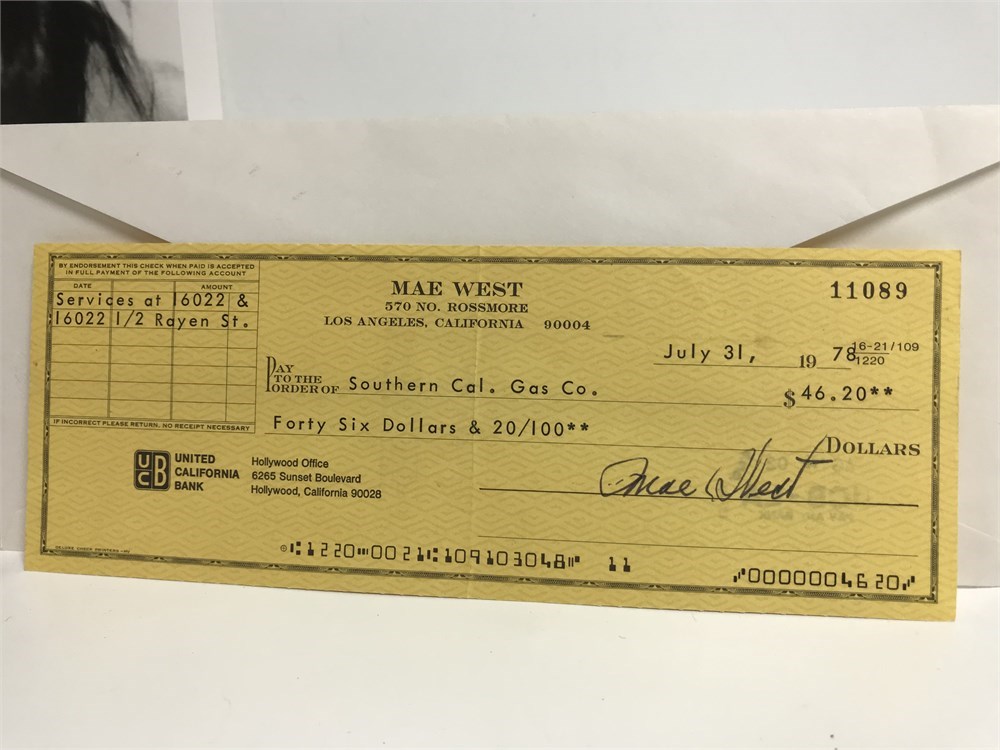 BY ENDORSEMENT THIS CHECK WHEN PAID IS ACCEPTED
IN FULL PAYMENT OF THE FOLLOWING ACCOUNT
DATE AMOUNT
Services at 16022 &
16022 1/2 Rayen St.
IF INCORRECT PLEASE RETURN. NO RECEIPT NECESSARY
MAE WEST
570 NO. ROSSMORE
LOS ANGELES, CALIFORNIA 90004
11089
July 31, 19 78
16-21/109
1220
PAY TO THE ORDER OF Southern Cal. Gas Co. $46.20**
Forty Six Dollars & 20/100** DOLLARS
UCB UNITED CALIFORNIA BANK
Hollywood Office
6265 Sunset Boulevard
Hollywood, California 90028
Mae West
⑆1220⑉0021⑆109103048⑈ 11 ⑇0000004620⑇